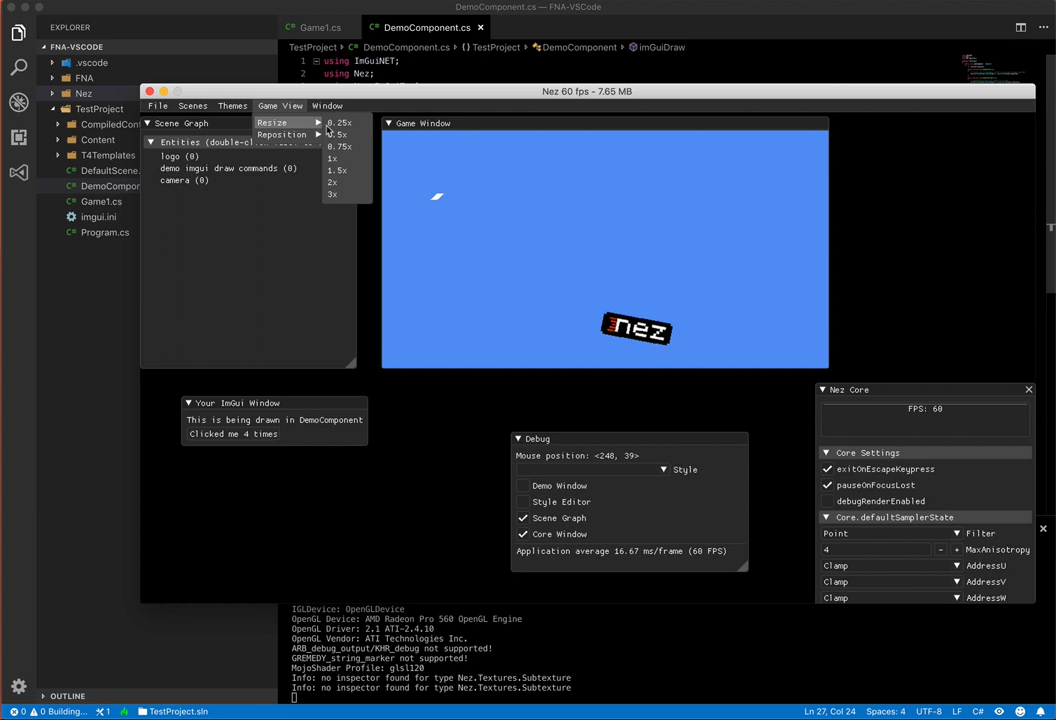 DemoComponent.cs — FNA-VSCode
EXPLORER
FNA-VSCODE
.vscode
FNA
Nez
TestProject
CompiledCon
Content
T4Templates
DefaultScene.
DemoCompor
Game1.cs
imgui.ini
Program.cs
OUTLINE
Game1.cs
DemoComponent.cs
TestProject
DemoComponent.cs
{ } TestProject
DemoComponent
imGuiDraw
1 using ImGuiNET;
2 using Nez;
Nez 60 fps - 7.65 MB
File Scenes Themes Game View Window
Resize
Reposition
0.25x
.5x
0.75x
1x
1.5x
2x
3x
Scene Graph
Entities (double-cl
logo (0)
demo imgui draw commands (0)
camera (0)
Game Window
nez
Your ImGui Window
This is being drawn in DemoComponent
Clicked me 4 times
Debug
Mouse position: <248, 39>
Style
Demo Window
Style Editor
Scene Graph
Core Window
Application average 16.67 ms/frame (60 FPS)
Nez Core
FPS: 60
Core Settings
exitOnEscapeKeypress
pauseOnFocusLost
debugRenderEnabled
Core.defaultSamplerState
Point Filter
4 - + MaxAnisotropy
Clamp AddressU
Clamp AddressV
Clamp AddressW
IGLDevice: OpenGLDevice
OpenGL Device: AMD Radeon Pro 560 OpenGL Engine
OpenGL Driver: 2.1 ATI-2.4.10
OpenGL Vendor: ATI Technologies Inc.
ARB_debug_output/KHR_debug not supported!
GREMEDY_string_marker not supported!
MojoShader Profile: glsl120
Info: no inspector found for type Nez.Textures.Subtexture
Info: no inspector found for type Nez.Textures.Subtexture
0 0 Building... 1 TestProject.sln Ln 27, Col 24 Spaces: 4 UTF-8 LF C#